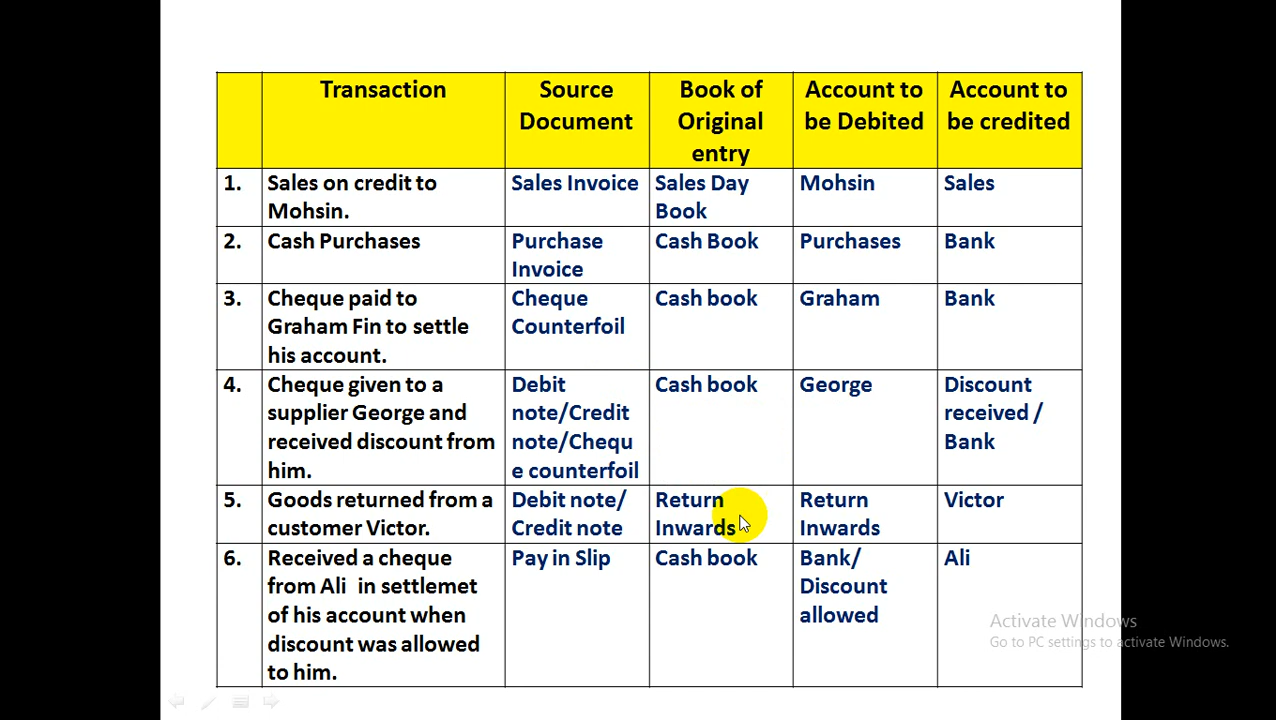 Transaction
Source
Document
Book of
Original
entry
Account to
be Debited
Account to
be credited
1.
Sales on credit to
Mohsin.
Sales Invoice
Sales Day
Book
Mohsin
Sales
2.
Cash Purchases
Purchase
Invoice
Cash Book
Purchases
Bank
3.
Cheque paid to
Graham Fin to settle
his account.
Cheque
Counterfoil
Cash book
Graham
Bank
4.
Cheque given to a
supplier George and
received discount from
him.
Debit
note/Credit
note/Chequ
e counterfoil
Cash book
George
Discount
received /
Bank
5.
Goods returned from a
customer Victor.
Debit note/
Credit note
Return
Inwards
Return
Inwards
Victor
6.
Received a cheque
from Ali in settlemet
of his account when
discount was allowed
to him.
Pay in Slip
Cash book
Bank/
Discount
allowed
Ali
Activate Windows
Go to PC settings to activate Windows.